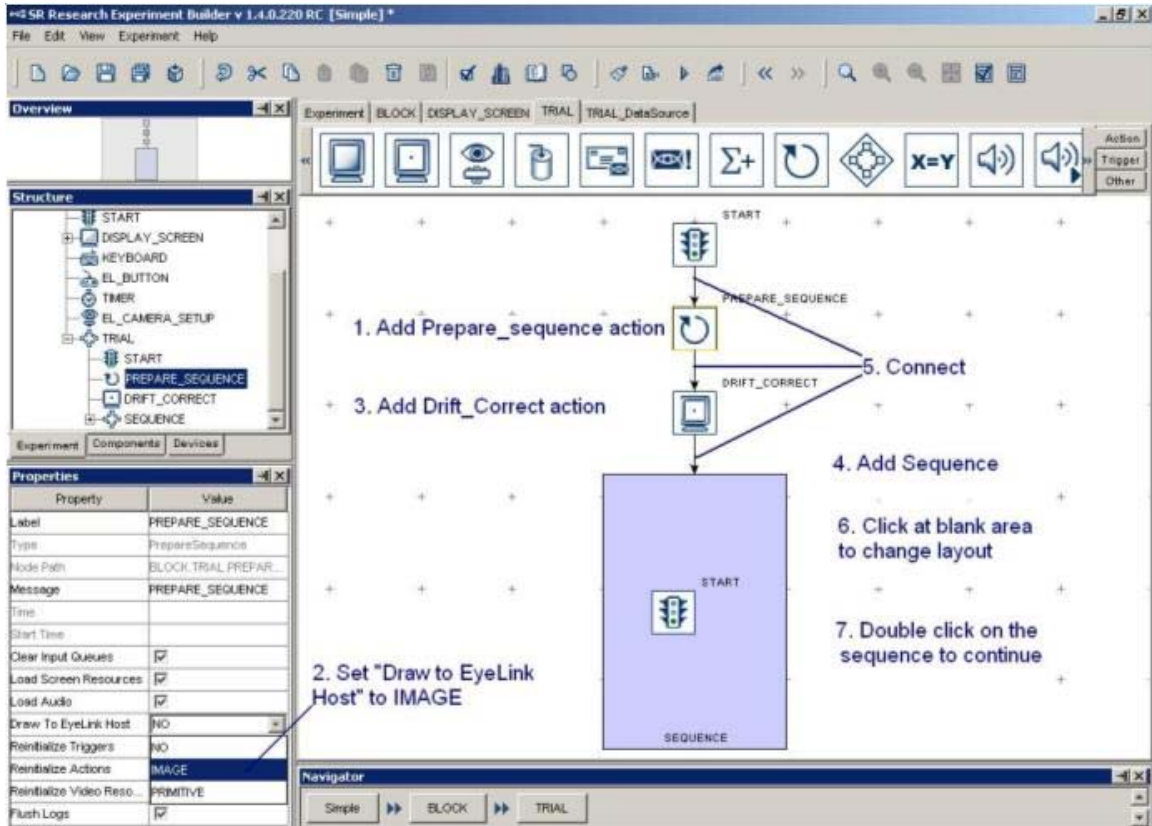 SR Research Experiment Builder v 1.4.0.220 RC [Simple] *
File Edit View Experiment Help
Overview
Experiment BLOCK DISPLAY_SCREEN TRIAL TRIAL_DataSource
Action
Trigger
Other
X=Y
Σ+
Structure
START
DISPLAY_SCREEN
KEYBOARD
EL_BUTTON
TIMER
EL_CAMERA_SETUP
TRIAL
START
PREPARE_SEQUENCE
DRIFT_CORRECT
SEQUENCE
Experiment Components Devices
START
PREPARE_SEQUENCE
1. Add Prepare_sequence action
5. Connect
DRIFT_CORRECT
3. Add Drift_Correct action
4. Add Sequence
6. Click at blank area
to change layout
START
7. Double click on the
sequence to continue
2. Set "Draw to EyeLink
Host" to IMAGE
SEQUENCE
Properties
Property Value
Label PREPARE_SEQUENCE
Type PrepareSequence
Node Path BLOCK.TRIAL.PREPAR...
Message PREPARE_SEQUENCE
Time
Start Time
Clear Input Queues
Load Screen Resources
Load Audio
Draw To EyeLink Host NO
Reinitialize Triggers NO
Reinitialize Actions IMAGE
Reinitialize Video Reso... PRIMITIVE
Flush Logs
Navigator
Simple BLOCK TRIAL